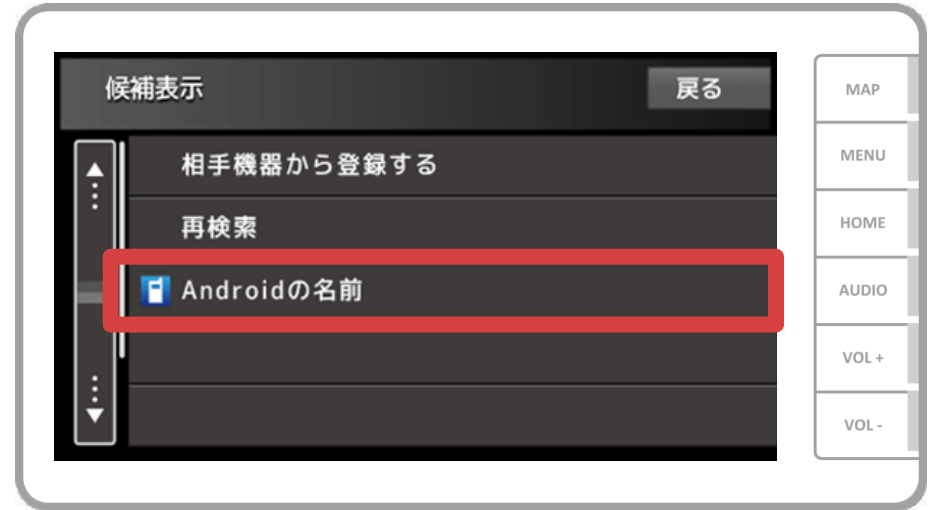 候補表示
戻る
相手機器から登録する
再検索
Androidの名前
MAP
MENU
HOME
AUDIO
VOL +
VOL -